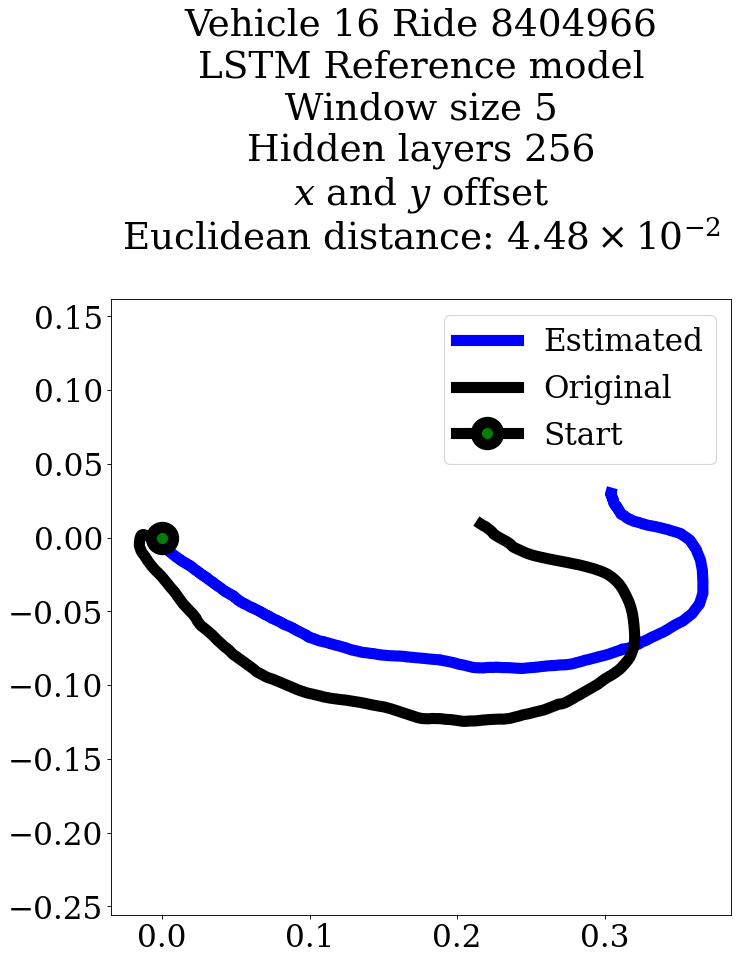 Vehicle 16 Ride 8404966
LSTM Reference model
Window size 5
Hidden layers 256
x and y offset
Euclidean distance: 4.48 × 10⁻²
Estimated
Original
Start
0.15
0.10
0.05
0.00
−0.05
−0.10
−0.15
−0.20
−0.25
0.0 0.1 0.2 0.3